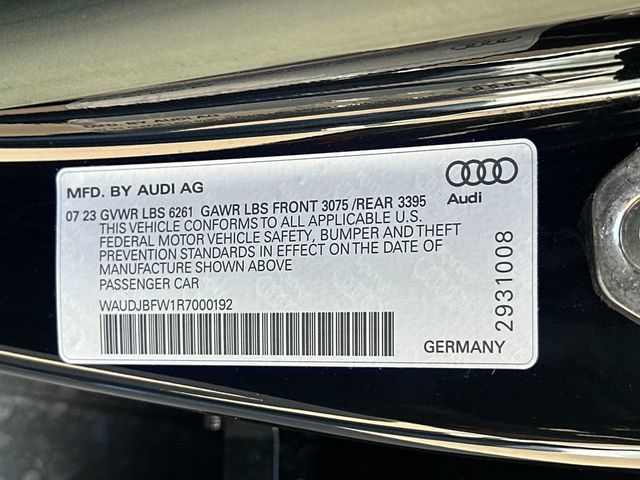 MFD. BY AUDI AG
07 23 GVWR LBS 6261 GAWR LBS FRONT 3075 /REAR 3395
THIS VEHICLE CONFORMS TO ALL APPLICABLE U.S.
FEDERAL MOTOR VEHICLE SAFETY, BUMPER AND THEFT
PREVENTION STANDARDS IN EFFECT ON THE DATE OF
MANUFACTURE SHOWN ABOVE
PASSENGER CAR
WAUDJBFW1R7000192
Audi
2931008
GERMANY